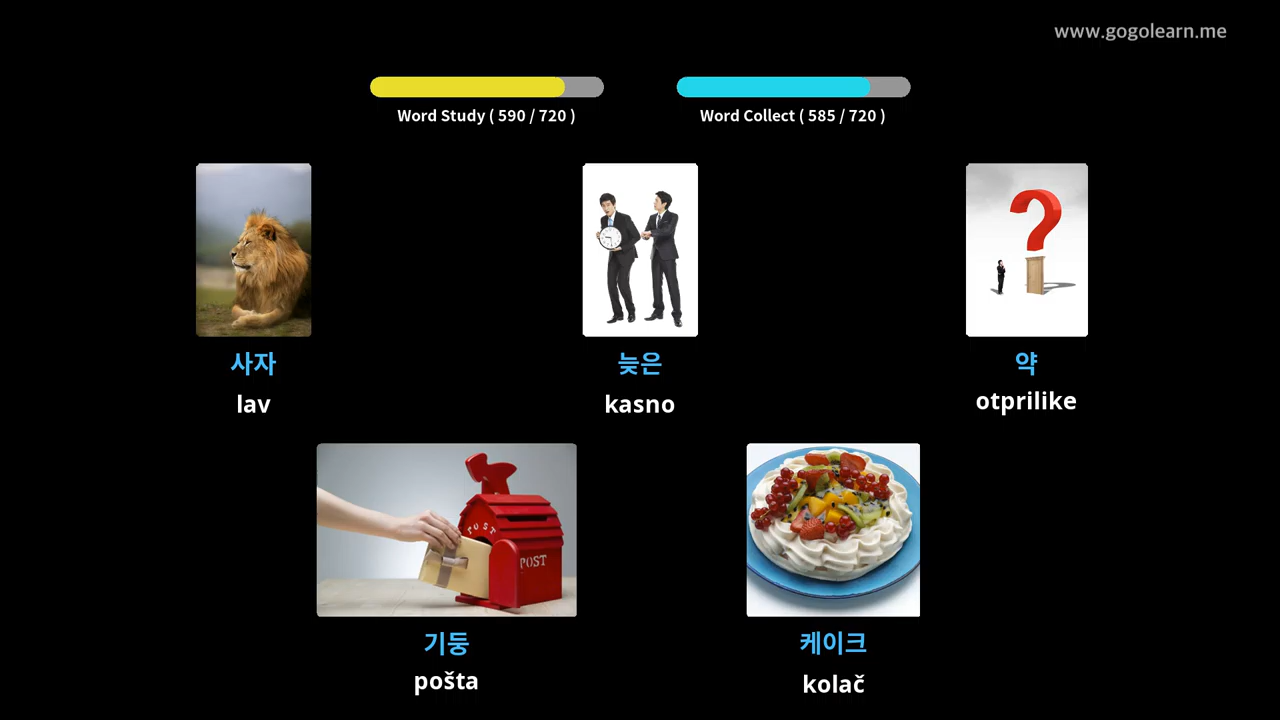 www.gogolearn.me
Word Study ( 590 / 720 )
Word Collect ( 585 / 720 )
사자
lav
늦은
kasno
약
otprilike
POST
POST
기둥
pošta
케이크
kolač